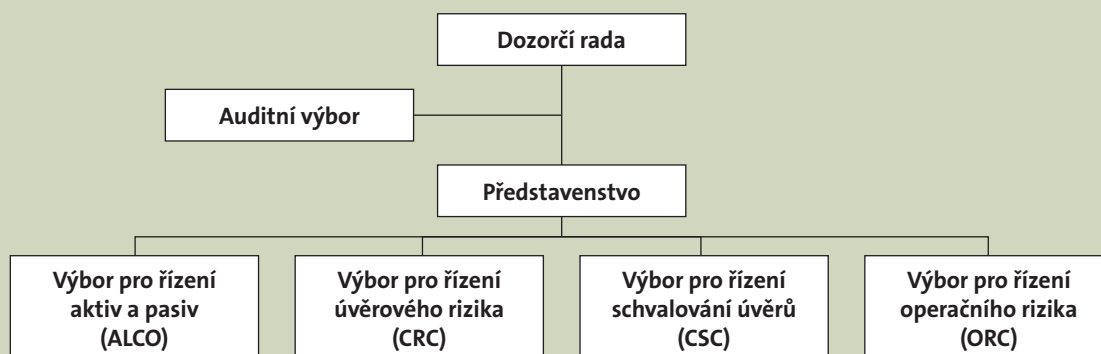 Dozorčí rada
Auditní výbor
Představenstvo
Výbor pro řízení
aktiv a pasiv
(ALCO)
Výbor pro řízení
úvěrového rizika
(CRC)
Výbor pro řízení
schvalování úvěrů
(CSC)
Výbor pro řízení
operačního rizika
(ORC)